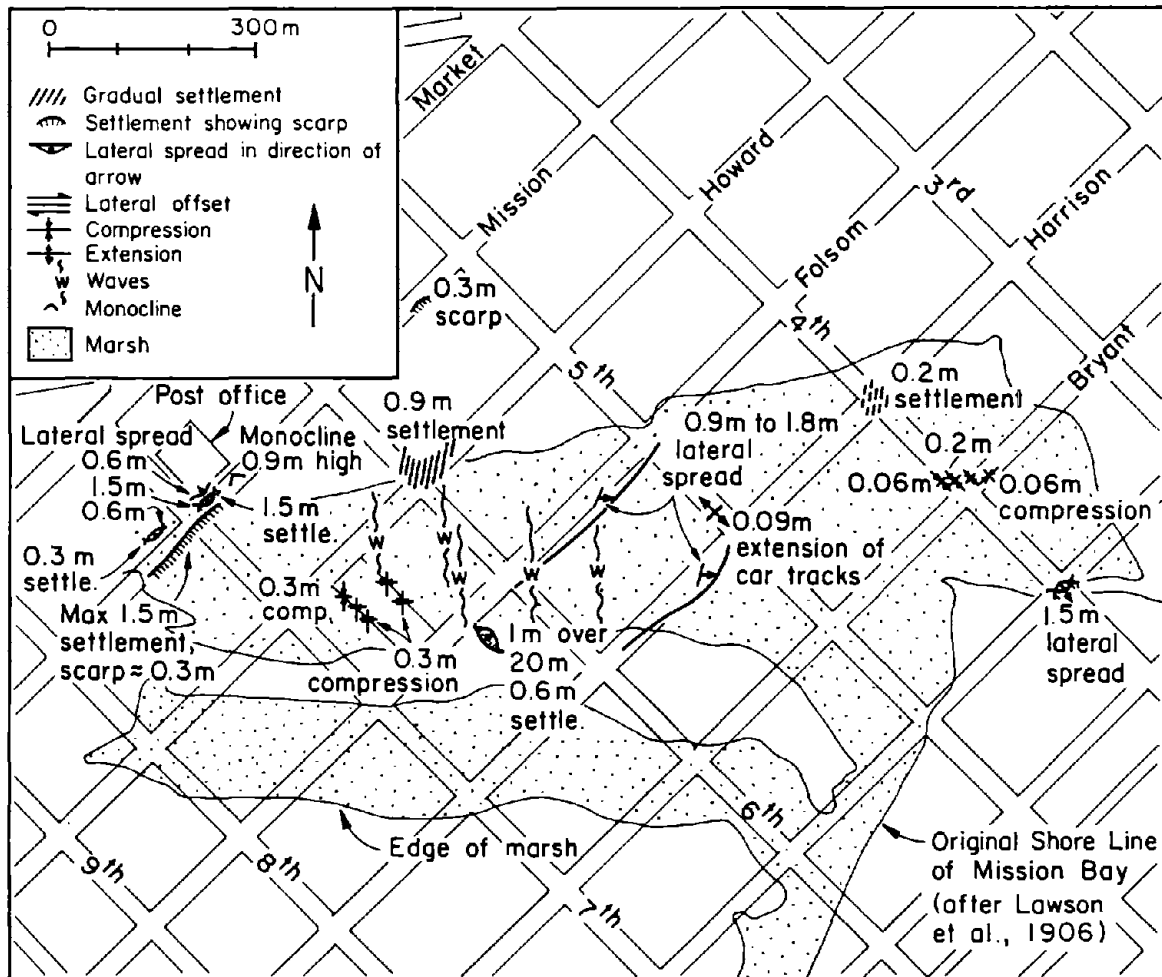 0 300m
Gradual settlement
Settlement showing scarp
Lateral spread in direction of
arrow
Lateral offset
Compression
Extension
W Waves
Monocline
Marsh
N
Market
Mission
Howard
Folsom
3rd
Harrison
Bryant
4th
5th
0.3m
scarp
Post office
Lateral spread
0.6m
1.5m
0.6m
Monocline
0.9m high
1.5m
settle.
0.3m
settle.
Max 1.5m
settlement,
scarp≈0.3m
0.9m
settlement
0.9m to 1.8m
lateral
spread
0.2m
settlement
0.2m
0.06m
0.06m
compression
0.09m
extension of
car tracks
1.5m
lateral
spread
W
W
W
W
W
0.3m
comp.
0.3m
compression
1m over
20m
0.6m
settle.
6th
7th
8th
9th
Edge of marsh
Original Shore Line
of Mission Bay
(after Lawson
et al., 1906)